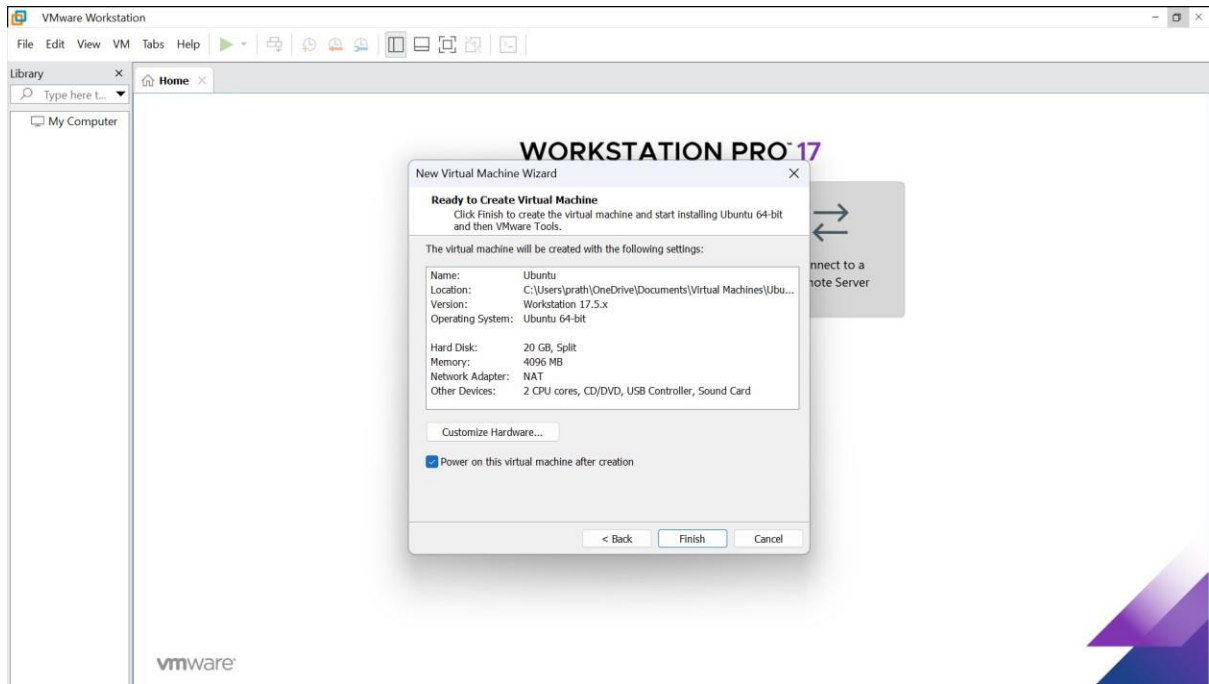 VMware Workstation
File Edit View VM Tabs Help
Library
Type here t...
My Computer
Home
WORKSTATION PRO™ 17
New Virtual Machine Wizard
Ready to Create Virtual Machine
Click Finish to create the virtual machine and start installing Ubuntu 64-bit
and then VMware Tools.
The virtual machine will be created with the following settings:
Name: Ubuntu
Location: C:\Users\prath\OneDrive\Documents\Virtual Machines\Ubu...
Version: Workstation 17.5.x
Operating System: Ubuntu 64-bit
Hard Disk: 20 GB, Split
Memory: 4096 MB
Network Adapter: NAT
Other Devices: 2 CPU cores, CD/DVD, USB Controller, Sound Card
Customize Hardware...
Power on this virtual machine after creation
< Back Finish Cancel
nnect to a
ote Server
vmware